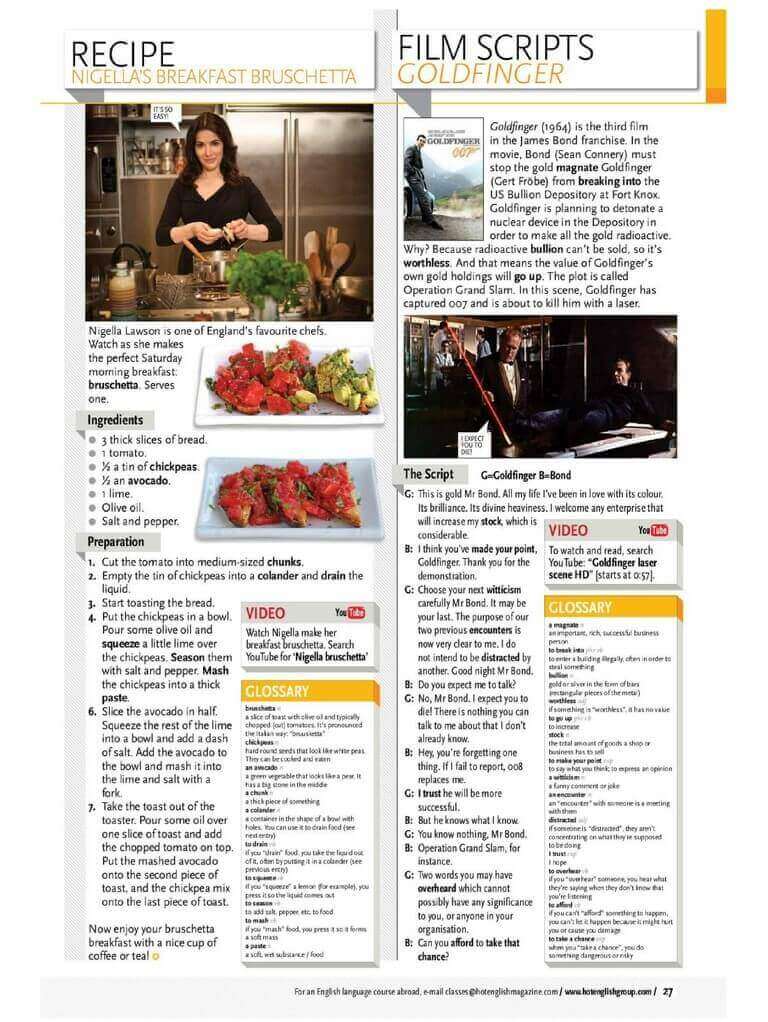 RECIPE
NIGELLA'S BREAKFAST BRUSCHETTA
IT'S SO
EASY!
Nigella Lawson is one of England's favourite chefs.
Watch as she makes
the perfect Saturday
morning breakfast:
bruschetta. Serves
one.
Ingredients
3 thick slices of bread.
1 tomato.
½ a tin of chickpeas.
½ an avocado.
1 lime.
Olive oil.
Salt and pepper.
Preparation
1. Cut the tomato into medium-sized chunks.
2. Empty the tin of chickpeas into a colander and drain the
liquid.
3. Start toasting the bread.
4. Put the chickpeas in a bowl.
Pour some olive oil and
squeeze a little lime over
the chickpeas. Season them
with salt and pepper. Mash
the chickpeas into a thick
paste.
6. Slice the avocado in half.
Squeeze the rest of the lime
into a bowl and add a dash
of salt. Add the avocado to
the bowl and mash it into
the lime and salt with a
fork.
7. Take the toast out of the
toaster. Pour some oil over
one slice of toast and add
the chopped tomato on top.
Put the mashed avocado
onto the second piece of
toast, and the chickpea mix
onto the last piece of toast.
Now enjoy your bruschetta
breakfast with a nice cup of
coffee or tea!
VIDEO YouTube
Watch Nigella make her
breakfast bruschetta. Search
YouTube for 'Nigella bruschetta'
GLOSSARY
bruschetta n
a slice of toast with olive oil and typically
chopped (cut) tomatoes. It's pronounced
the Italian way:
chickpeas n
hard round seeds that look like white peas.
They can be cooked and eaten
an avocado n
a green vegetable that looks like a pear. It
has a big stone in the middle
a chunk n
a thick piece of something
a colander n
a container in the shape of a bowl with
holes. You can use it to drain food (see
next entry)
to drain vb
if you "drain" food, you take the liquid out
of it, often by putting it in a colander (see
previous entry)
to squeeze vb
if you "squeeze" a lemon (for example), you
press it so the liquid comes out
to season vb
to add salt, pepper, etc. to food
to mash vb
if you "mash" food, you press it so it forms
a soft mass
a paste n
a soft, wet substance / food
FILM SCRIPTS
GOLDFINGER
GOLDFINGER
007
Goldfinger (1964) is the third film
in the James Bond franchise. In the
movie, Bond (Sean Connery) must
stop the gold magnate Goldfinger
(Gert Fröbe) from breaking into the
US Bullion Depository at Fort Knox.
Goldfinger is planning to detonate a
nuclear device in the Depository in
order to make all the gold radioactive.
Why? Because radioactive bullion can't be sold, so it's
worthless. And that means the value of Goldfinger's
own gold holdings will go up. The plot is called
Operation Grand Slam. In this scene, Goldfinger has
captured 007 and is about to kill him with a laser.
I EXPECT
YOU TO
DIE!
The Script G=Goldfinger B=Bond
G: This is gold Mr Bond. All my life I've been in love with its colour.
Its brilliance. Its divine heaviness. I welcome any enterprise that
will increase my stock, which is
considerable.
B: I think you've made your point,
Goldfinger. Thank you for the
demonstration.
G: Choose your next witticism
carefully Mr Bond. It may be
your last. The purpose of our
two previous encounters is
now very clear to me. I do
not intend to be distracted by
another. Good night Mr Bond.
B: Do you expect me to talk?
G: No, Mr Bond. I expect you to
die! There is nothing you can
talk to me about that I don't
already know.
B: Hey, you're forgetting one
thing. If I fail to report, 008
replaces me.
G: I trust he will be more
successful.
B: But he knows what I know.
G: You know nothing, Mr Bond.
B: Operation Grand Slam, for
instance.
G: Two words you may have
overheard which cannot
possibly have any significance
to you, or anyone in your
organisation.
B: Can you afford to take that
chance?
VIDEO YouTube
To watch and read, search
YouTube: "Goldfinger laser
scene HD" [starts at 0:57].
GLOSSARY
a magnate n
an important, rich, successful business
person
to break into phr vb
to enter a building illegally, often in order to
steal something
bullion n
gold or silver in the form of bars
(rectangular pieces of the metal)
worthless adj
if something is "worthless", it has no value
to go up phr vb
to increase
stock n
the total amount of goods a shop or
business has to sell
to make your point exp
to say what you think; to express an opinion
a witticism n
a funny comment or joke
an encounter n
an "encounter" with someone is a meeting
with them
distracted adj
if someone is "distracted", they aren't
concentrating on what they're supposed
to be doing
I trust exp
I hope
to overhear vb
if you "overhear" someone, you hear what
they're saying when they don't know that
you're listening
to afford vb
if you can't "afford" something to happen,
you can't let it happen because it might hurt
you or cause you damage
to take a chance exp
when you "take a chance", you do
something dangerous or risky
For an English language course abroad, e-mail classes@hotenglishmagazine.com / www.hotenglishgroup.com / 27